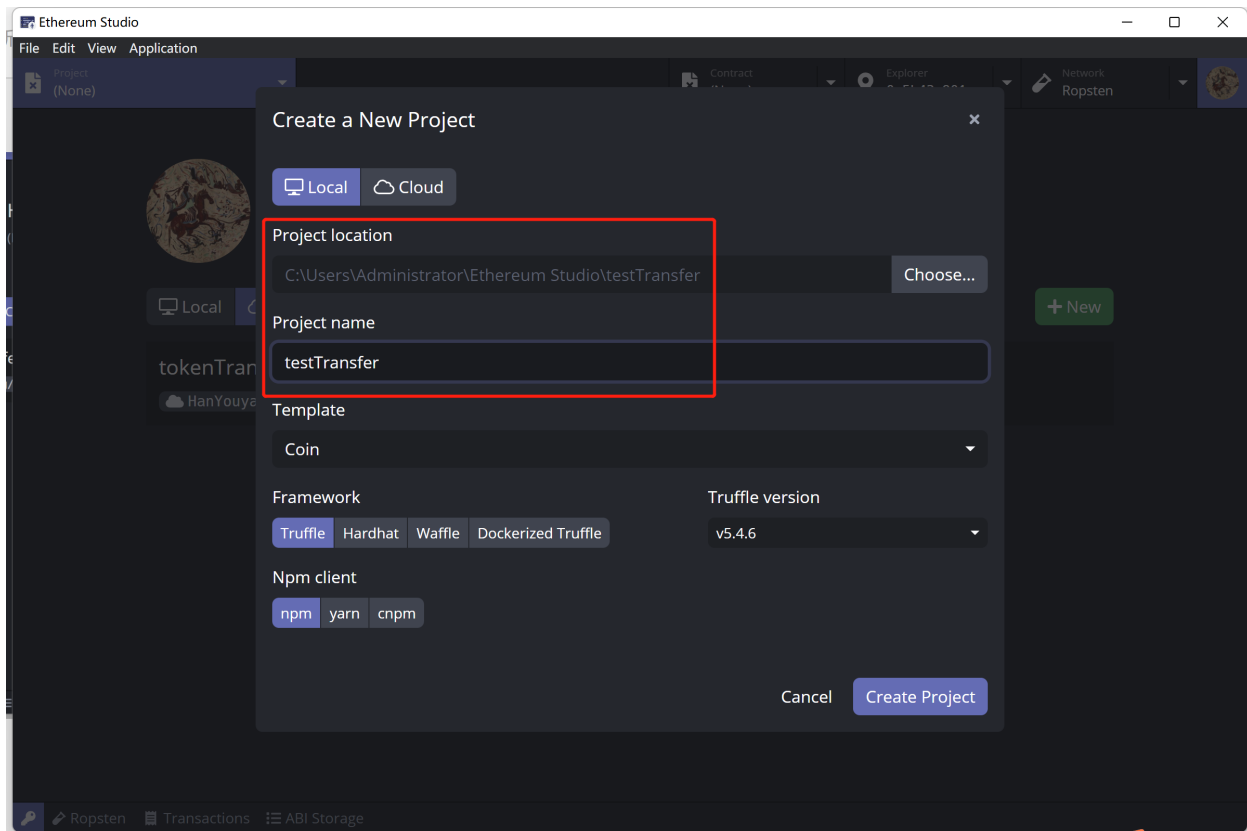 Ethereum Studio
File Edit View Application
Project
(None)
Contract
Explorer
Network
Ropsten
Create a New Project
Local Cloud
Project location
C:\Users\Administrator\Ethereum Studio\testTransfer
Choose...
Project name
testTransfer
Template
Coin
Framework
Truffle version
Truffle Hardhat Waffle Dockerized Truffle
v5.4.6
Npm client
npm yarn cnpm
Cancel Create Project
Local
New
tokenTran
HanYouya
Ropsten Transactions ABI Storage